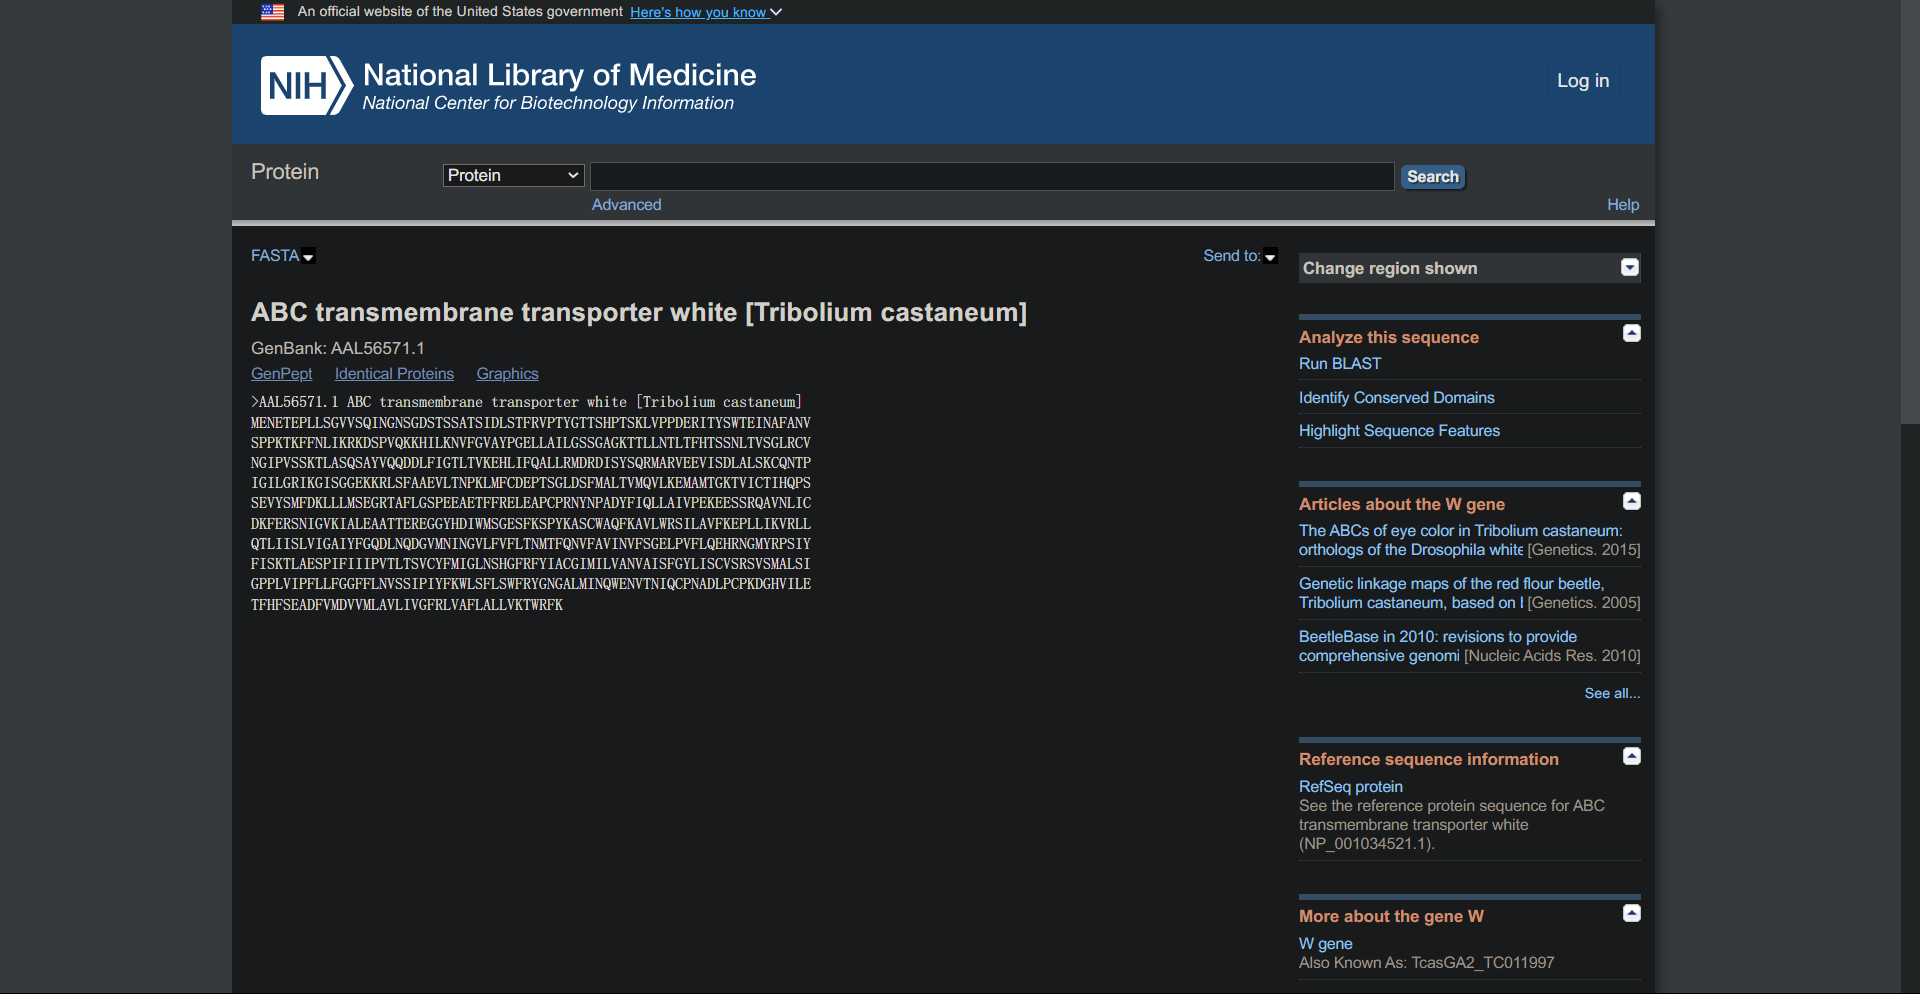 An official website of the United States government Here's how you know
NIH National Library of Medicine
National Center for Biotechnology Information
Log in
Protein
Protein
Search
Advanced
Help
FASTA
Send to:
ABC transmembrane transporter white [Tribolium castaneum]
GenBank: AAL56571.1
GenPept Identical Proteins Graphics
>AAL56571.1 ABC transmembrane transporter white [Tribolium castaneum]
MENETEPLLSGVVSQINGNSGDSTSSATSIDLSTFRVPTYGTTSHPTSKLVPPDERITYSWTEINAFANV
SPPKTKFFNLIKRKDSPVQKKHILKNVFGVAYPGELLAILGSSGAGKTTLLNTLTFHTSSNLTVSGLRCV
NGIPVSSKTLASQSAYVQQDDLFIGTLTVKEHLIFQALLRMDRDISYSQRMARVEEVISDLALSKCQNTP
IGILGRIKGISGGEKKRLSFAAEVLTNPKLMFCDEPTSGLDSFMALTVMQVLKEMAMTGKTVICTIHQPS
SEVYSMFDKLLLMSEGRTAFLGSPEEAETFFRELEAPCPRNYNPADYFIQLLAIVPEKEESSRQAVNLIC
DKFERSNIGVKIALEAATTEREGGYHDIWMSGESFKSPYKASCWAQFKAVLWRSILAVFKEPLLIKVRLL
QTLIISLVIGAIYFGQDLNQDGVMNINGVLFVFLTNMTFQNVFAVINVFSGELPVFLQEHRNGMYRPSIY
FISKTLAESPIFIIIPVTLTSVCYFMIGLNSHGFRFYIACGIMILVANVAISFGYLISCVSRSVSMALSI
GPPLVIPFLLFGGFFLNVSSIPIYFKWLSFLSWFRYGNGALMINQWENVTNIQCPNADLPCPKDGHVILE
TFHFSEADFVMDVVMLAVLIVGFRLVAFLALLVKTWRFK
Change region shown
Analyze this sequence
Run BLAST
Identify Conserved Domains
Highlight Sequence Features
Articles about the W gene
The ABCs of eye color in Tribolium castaneum:
orthologs of the Drosophila white [Genetics. 2015]
Genetic linkage maps of the red flour beetle,
Tribolium castaneum, based on [Genetics. 2005]
BeetleBase in 2010: revisions to provide
comprehensive genomi [Nucleic Acids Res. 2010]
See all...
Reference sequence information
RefSeq protein
See the reference protein sequence for ABC
transmembrane transporter white
(NP_001034521.1).
More about the gene W
W gene
Also Known As: TcasGA2_TC011997